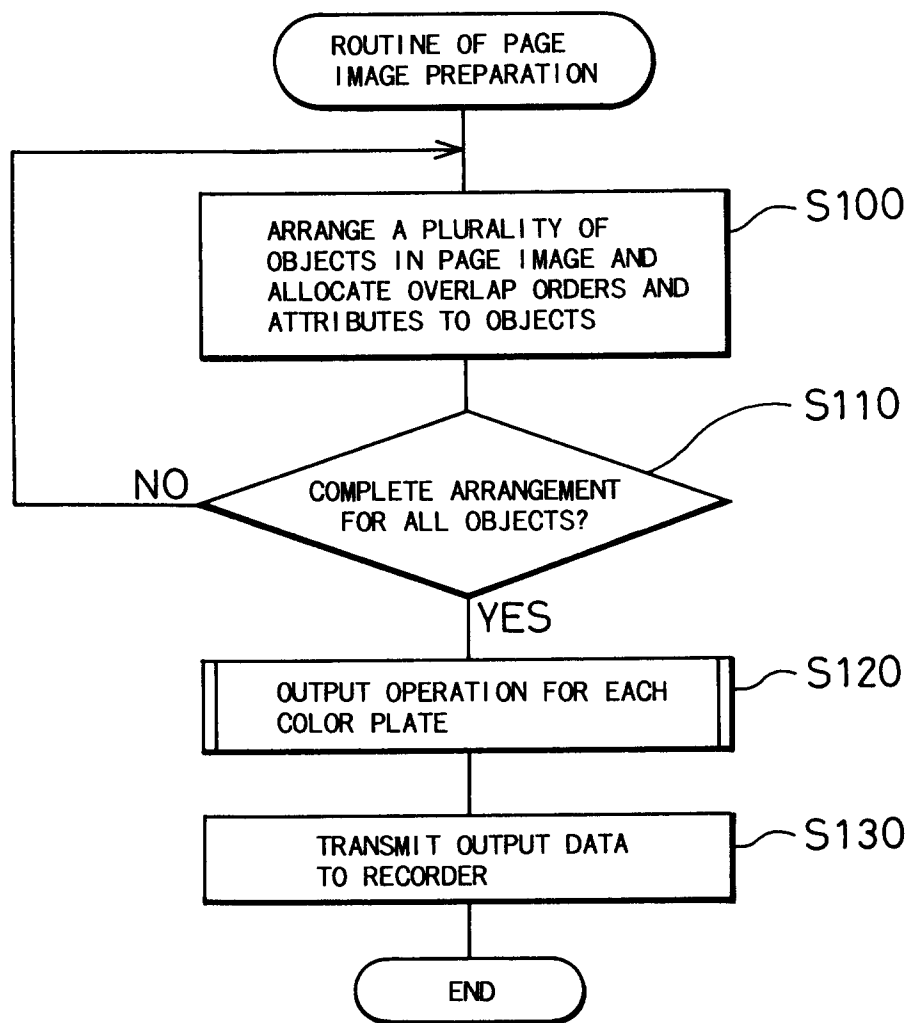 ROUTINE OF PAGE
IMAGE PREPARATION
S100
ARRANGE A PLURALITY OF
OBJECTS IN PAGE IMAGE AND
ALLOCATE OVERLAP ORDERS AND
ATTRIBUTES TO OBJECTS
S110
NO
COMPLETE ARRANGEMENT
FOR ALL OBJECTS?
YES
S120
OUTPUT OPERATION FOR EACH
COLOR PLATE
S130
TRANSMIT OUTPUT DATA
TO RECORDER
END